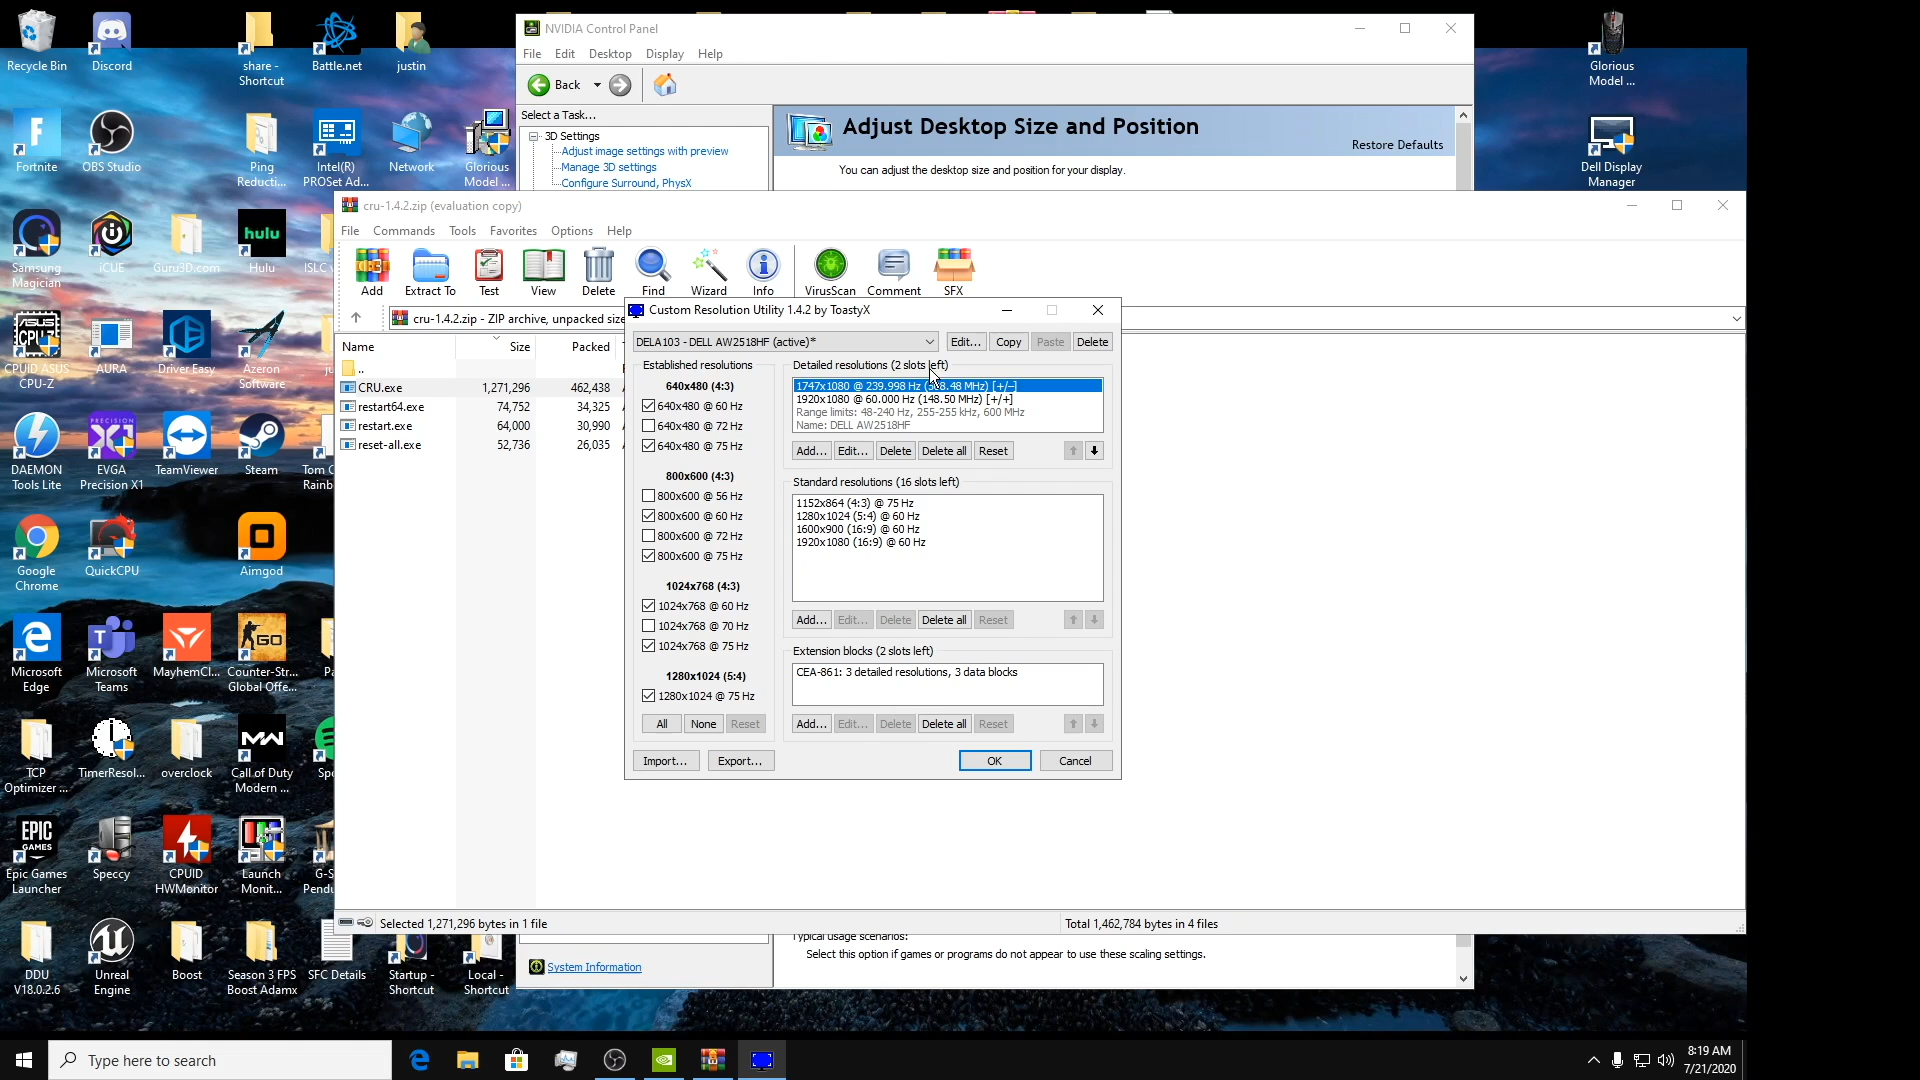 Recycle Bin
Discord
share -
Shortcut
Battle.net
justin
Fortnite
OBS Studio
Ping
Reducti...
Intel(R)
PROSet Ad...
Network
Glorious
Model ...
Samsung
Magician
iCUE
Guru3D.com
hulu
Hulu
ISLC
CPUID ASUS
CPU-Z
AURA
Driver Easy
Azeron
Software
DAEMON
Tools Lite
PRECISION
X1
EVGA
Precision X1
TeamViewer
Steam
Tom C
Rainb
Google
Chrome
QuickCPU
Aimgod
Microsoft
Edge
Microsoft
Teams
MayhemCl...
GO
Counter-Str...
Global Offe...
TCP
Optimizer ...
TimerResol...
overclock
MW
Call of Duty
Modern ...
EPIC
GAMES
Epic Games
Launcher
Speccy
CPUID
HWMonitor
Launch
Monit...
G-S
Pendu
DDU
V18.0.2.6
Unreal
Engine
Boost
Season 3 FPS
Boost Adamx
SFC Details
Startup -
Shortcut
Local -
Shortcut
Glorious
Model ...
Dell Display
Manager
NVIDIA Control Panel
File Edit Desktop Display Help
Back
Select a Task...
3D Settings
Adjust image settings with preview
Manage 3D settings
Configure Surround, PhysX
Adjust Desktop Size and Position
Restore Defaults
You can adjust the desktop size and position for your display.
cru-1.4.2.zip (evaluation copy)
File Commands Tools Favorites Options Help
Add Extract To Test View Delete Find Wizard Info VirusScan Comment SFX
cru-1.4.2.zip - ZIP archive, unpacked size
Name Size Packed
..
CRU.exe 1,271,296 462,438
restart64.exe 74,752 34,325
restart.exe 64,000 30,990
reset-all.exe 52,736 26,035
Custom Resolution Utility 1.4.2 by ToastyX
DELA103 - DELL AW2518HF (active)*
Edit... Copy Paste Delete
Established resolutions
640x480 (4:3)
640x480 @ 60 Hz
640x480 @ 72 Hz
640x480 @ 75 Hz
800x600 (4:3)
800x600 @ 56 Hz
800x600 @ 60 Hz
800x600 @ 72 Hz
800x600 @ 75 Hz
1024x768 (4:3)
1024x768 @ 60 Hz
1024x768 @ 70 Hz
1024x768 @ 75 Hz
1280x1024 (5:4)
1280x1024 @ 75 Hz
All None Reset
Detailed resolutions (2 slots left)
1747x1080 @ 239.998 Hz MHz) [+/-]
1920x1080 @ 60.000 Hz (148.50 MHz) [+/+]
Range limits: 48-240 Hz, 255-255 kHz, 600 MHz
Name: DELL AW2518HF
Add... Edit... Delete Delete all Reset
Standard resolutions (16 slots left)
1152x864 (4:3) @ 75 Hz
1280x1024 (5:4) @ 60 Hz
1600x900 (16:9) @ 60 Hz
1920x1080 (16:9) @ 60 Hz
Add... Edit... Delete Delete all Reset
Extension blocks (2 slots left)
CEA-861: 3 detailed resolutions, 3 data blocks
Add... Edit... Delete Delete all Reset
Import... Export... OK Cancel
Selected 1,271,296 bytes in 1 file
Total 1,462,784 bytes in 4 files
Typical usage scenarios:
Select this option if games or programs do not appear to use these scaling settings.
System Information
Type here to search
8:19 AM
7/21/2020